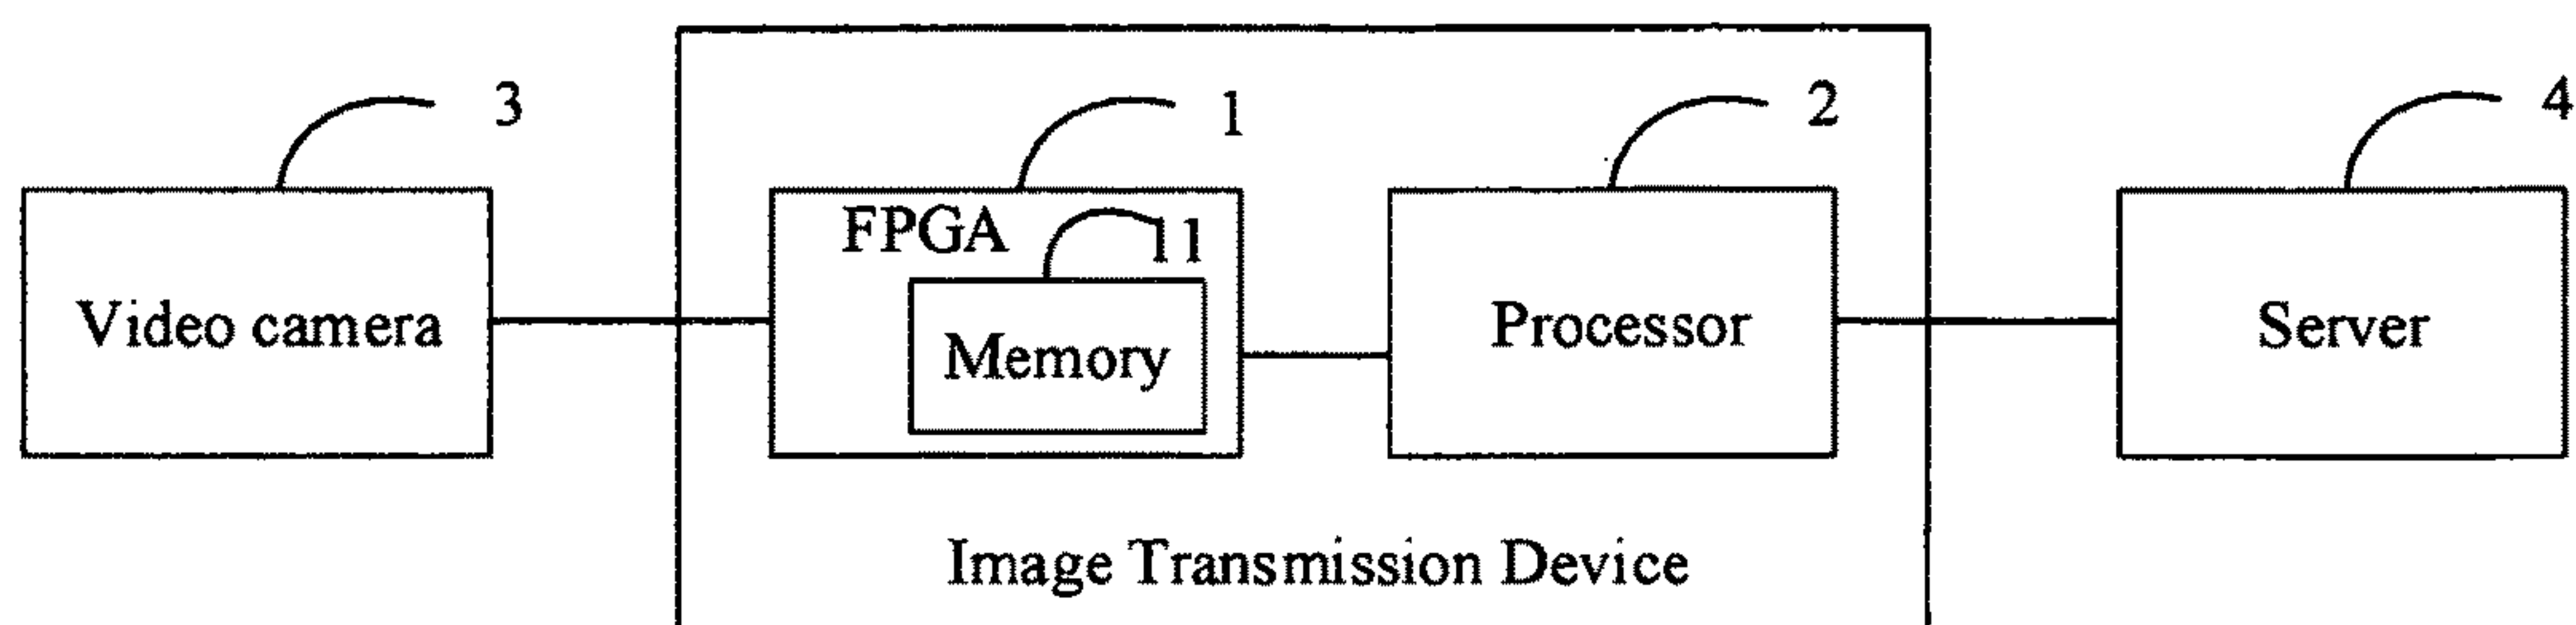 3
1
2
4
FPGA
11
Video camera
Memory
Processor
Server
Image Transmission Device